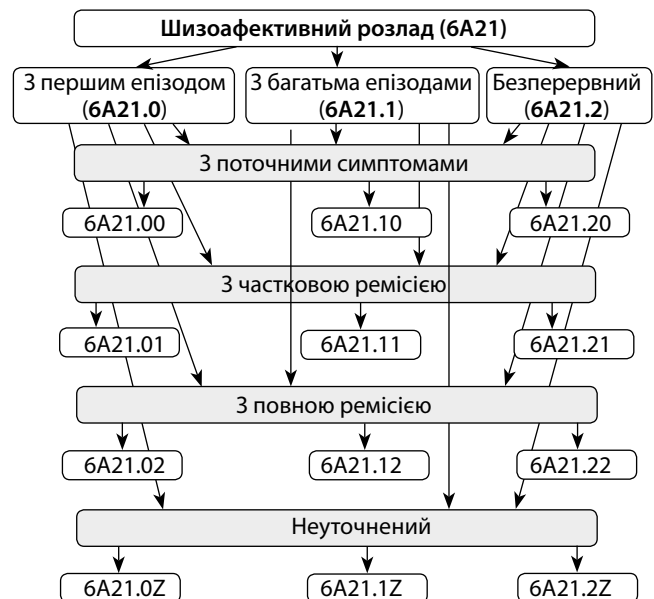 Шизоафективний розлад (6A21)
З першим епізодом
(6A21.0)
З багатьма епізодами
(6A21.1)
Безперервний
(6A21.2)
З поточними симптомами
6A21.00
6A21.10
6A21.20
З частковою ремісією
6A21.01
6A21.11
6A21.21
З повною ремісією
6A21.02
6A21.12
6A21.22
Неуточнений
6A21.0Z
6A21.1Z
6A21.2Z